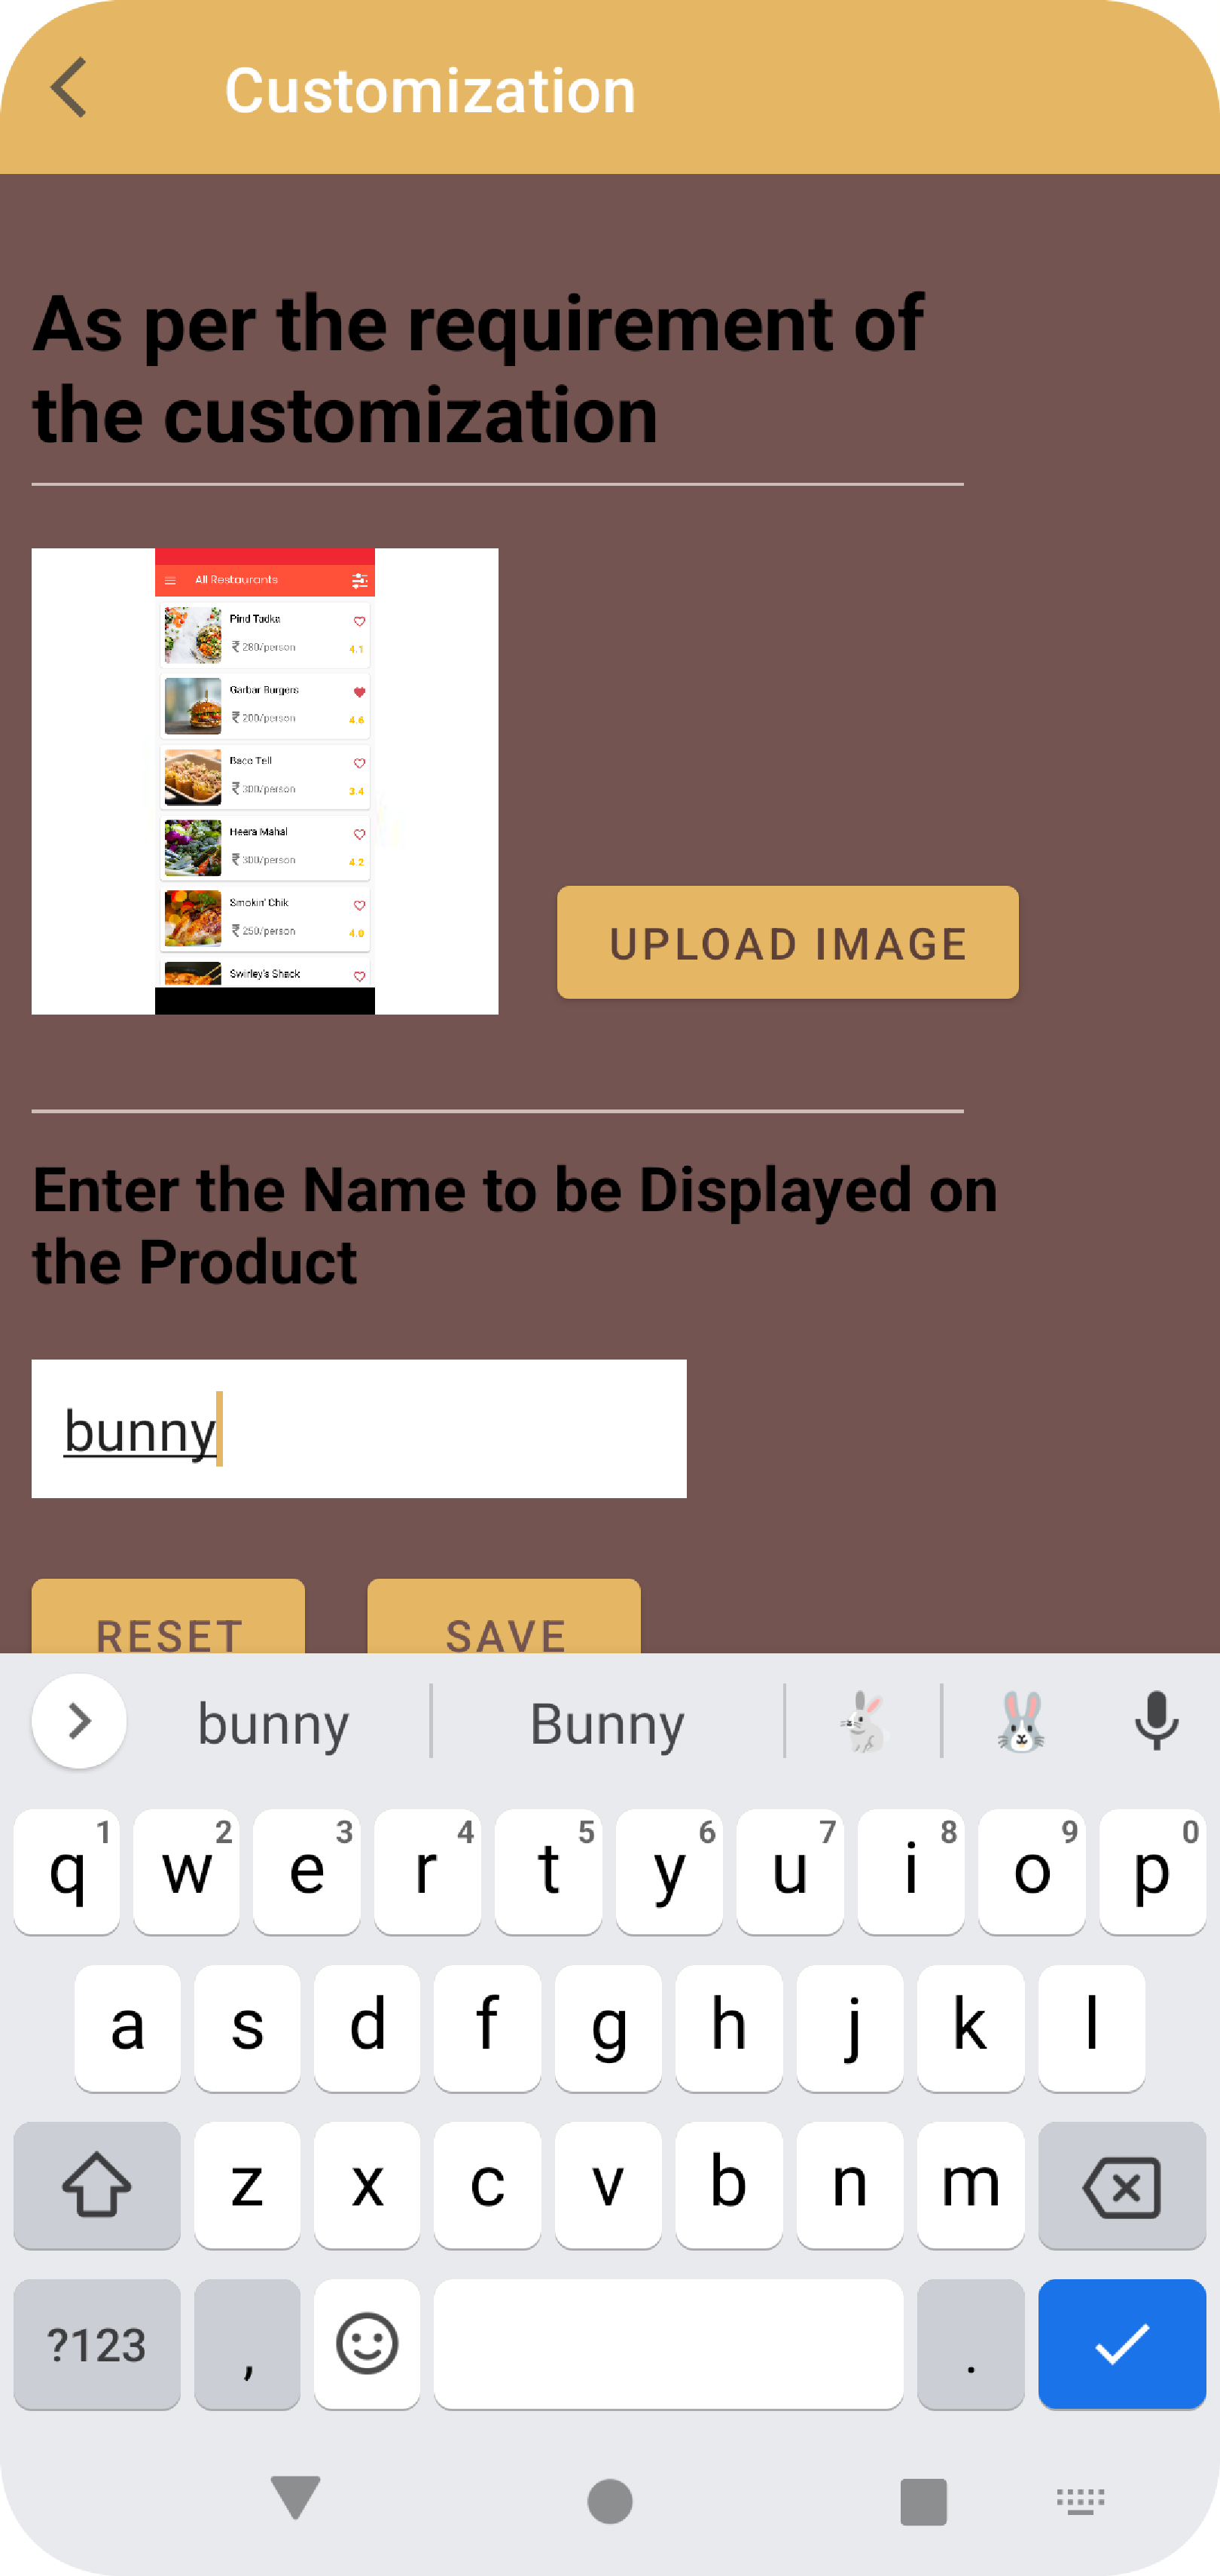 Customization
As per the requirement of
the customization
All Restaurants
Pind Tadka
₹ 280/person
4.1
Garbar Burgers
₹ 200/person
4.6
Baco Tell
₹ 300/person
3.4
Heera Mahal
₹ 300/person
4.2
Smokin' Chik
₹ 250/person
4.0
Swirley's Shack
UPLOAD IMAGE
Enter the Name to be Displayed on
the Product
bunny
RESET SAVE
bunny Bunny
1 2 3 4 5 6 7 8 9 0
q w e r t y u i o p
a s d f g h j k l
z x c v b n m
?123 , .